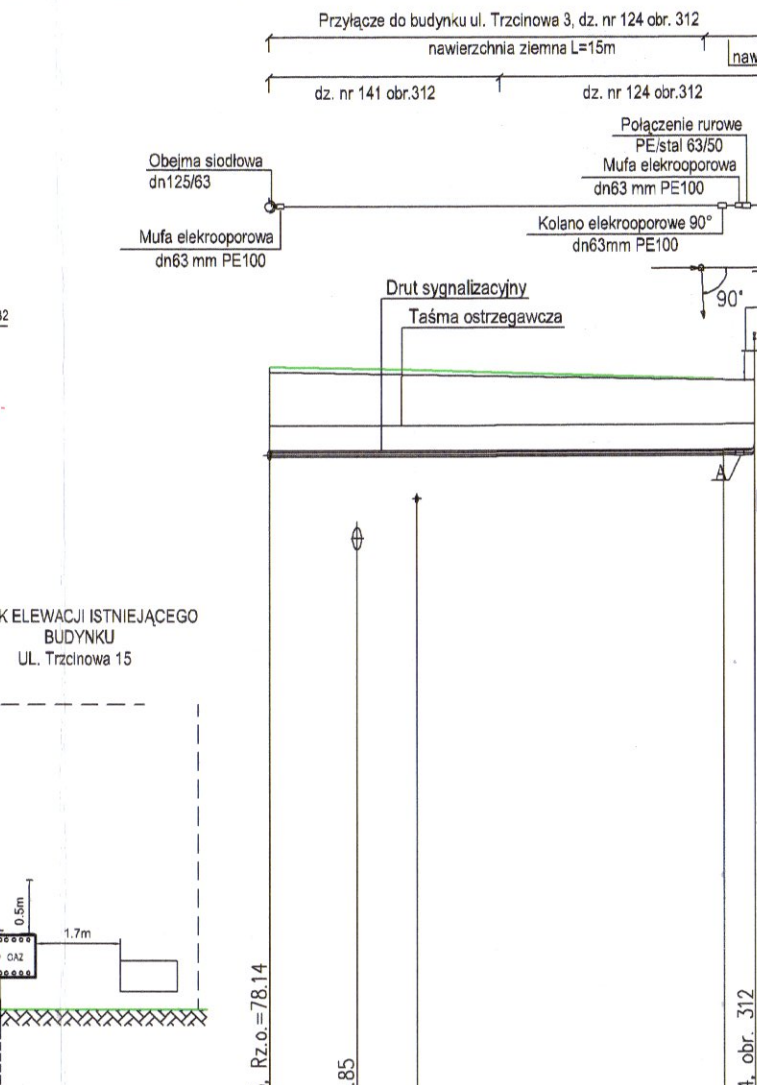 Przyłącze do budynku ul. Trzcinowa 3, dz. nr 124 obr. 312
nawierzchnia ziemna L=15m
dz. nr 141 obr.312
dz. nr 124 obr.312
Połączenie rurowe
PE/stal 63/50
Obejma siodłowa
dn125/63
Mufa elekrooporowa
dn63 mm PE100
Mufa elekrooporowa
dn63 mm PE100
Kolano elekrooporowe 90°
dn63mm PE100
90°
Drut sygnalizacyjny
Taśma ostrzegawcza
A
K ELEWACJI ISTNIEJĄCEGO
BUDYNKU
UL. Trzcinowa 15
0.5m
1.7m
GAZ
Rz.o.=78.14
.85
obr. 312